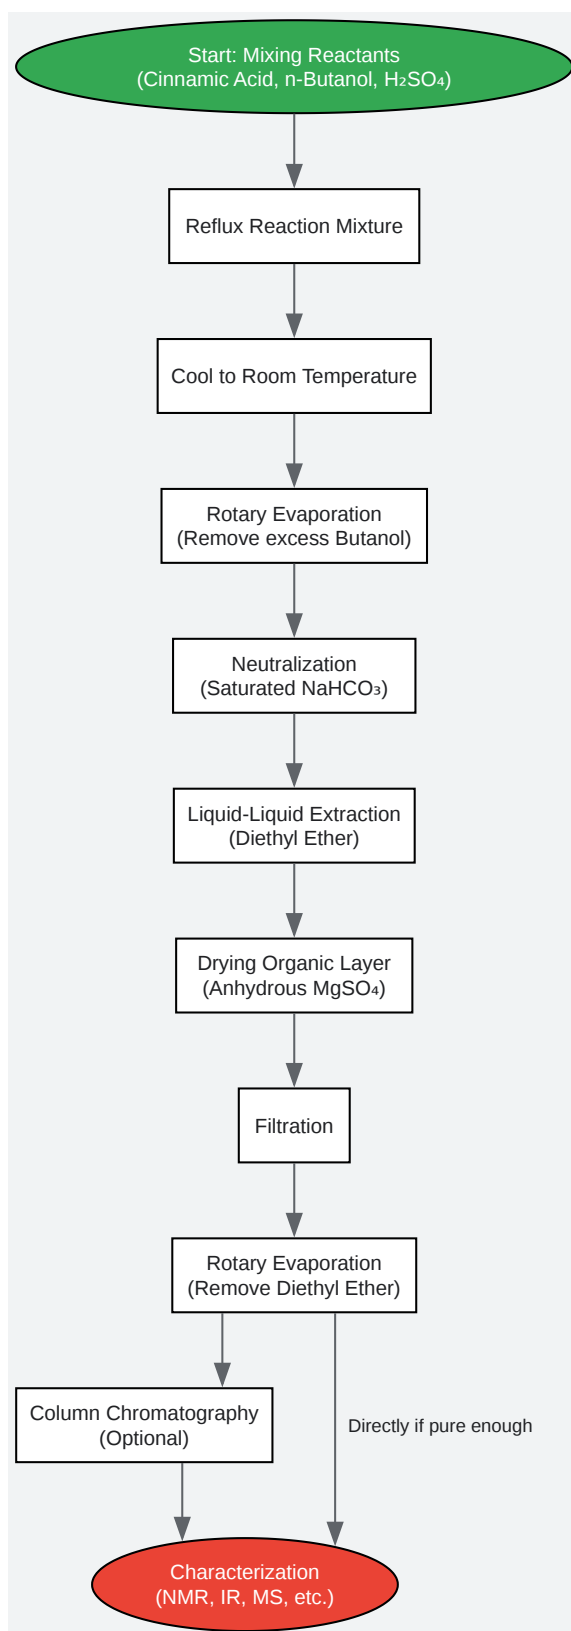 Start: Mixing Reactants
(Cinnamic Acid, n-Butanol, H₂SO₄)
Reflux Reaction Mixture
Cool to Room Temperature
Rotary Evaporation
(Remove excess Butanol)
Neutralization
(Saturated NaHCO₃)
Liquid-Liquid Extraction
(Diethyl Ether)
Drying Organic Layer
(Anhydrous MgSO₄)
Filtration
Rotary Evaporation
(Remove Diethyl Ether)
Column Chromatography
(Optional)
Directly if pure enough
Characterization
(NMR, IR, MS, etc.)